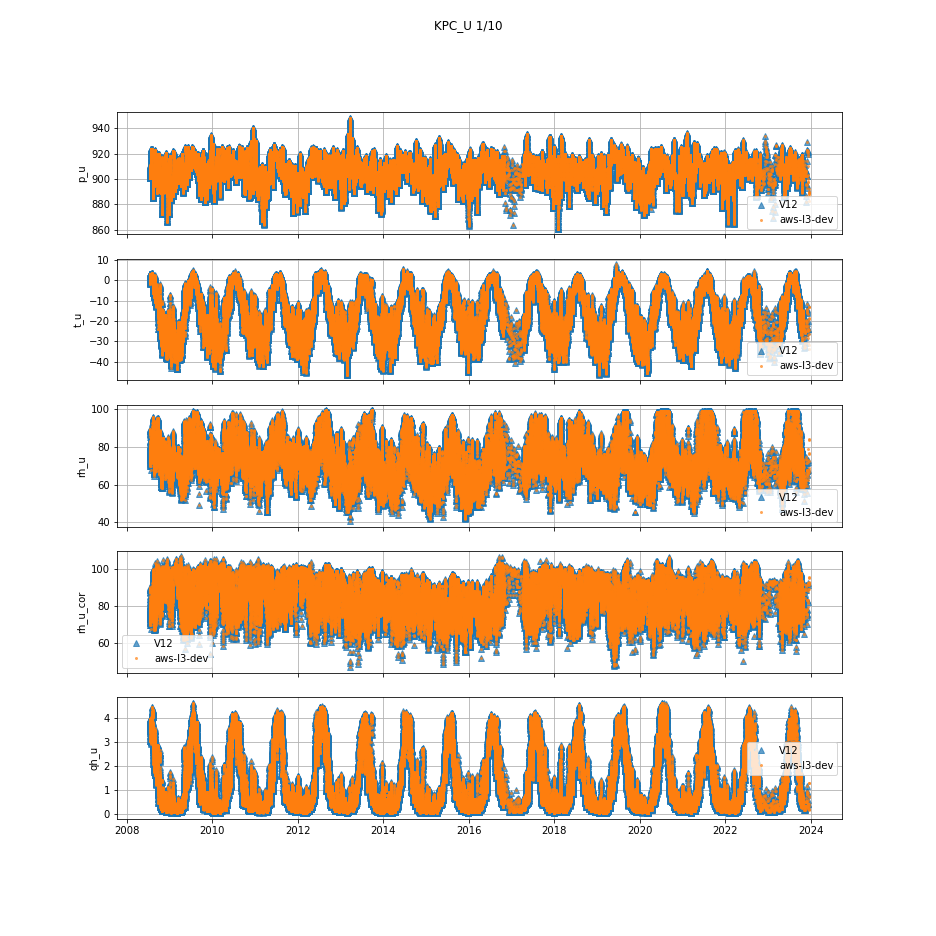 KPC_U 1/10
940
920
900
880
860
p_u
V12
aws-l3-dev
10
0
−10
−20
−30
−40
t_u
V12
aws-l3-dev
100
80
60
40
rh_u
V12
aws-l3-dev
100
80
60
rh_u_cor
V12
aws-l3-dev
4
3
2
1
0
qh_u
V12
aws-l3-dev
2008
2010
2012
2014
2016
2018
2020
2022
2024